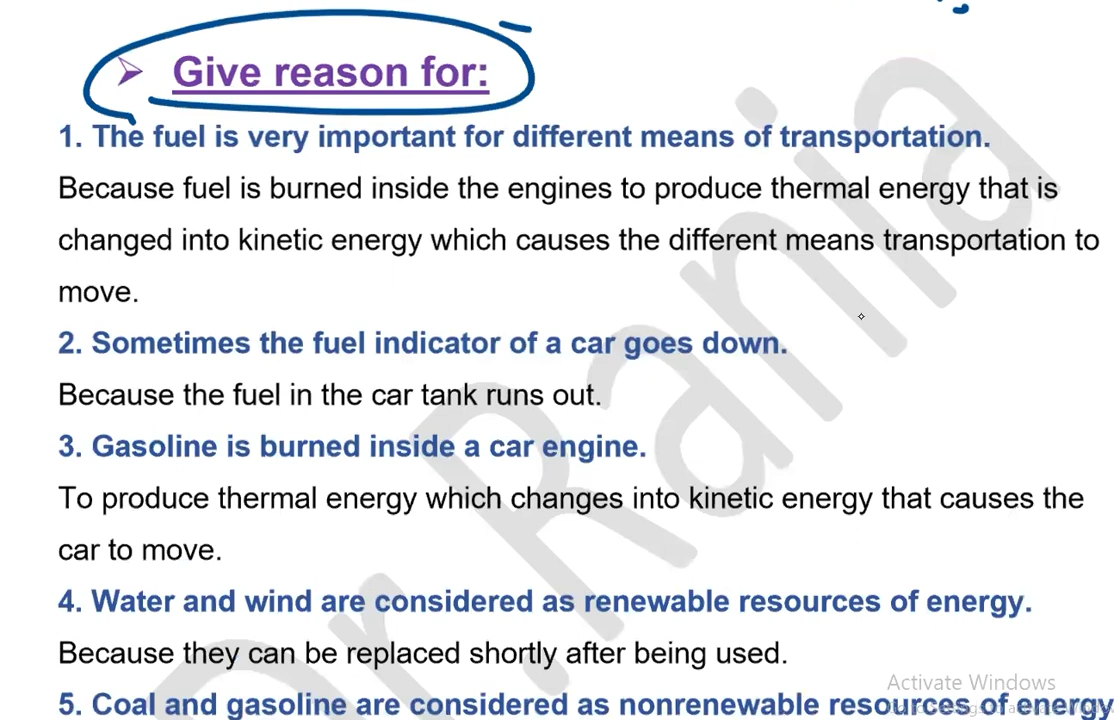 ➢ Give reason for:
1. The fuel is very important for different means of transportation.
Because fuel is burned inside the engines to produce thermal energy that is
changed into kinetic energy which causes the different means transportation to
move.
2. Sometimes the fuel indicator of a car goes down.
Because the fuel in the car tank runs out.
3. Gasoline is burned inside a car engine.
To produce thermal energy which changes into kinetic energy that causes the
car to move.
4. Water and wind are considered as renewable resources of energy.
Because they can be replaced shortly after being used.
5. Coal and gasoline are considered as nonrenewable resources of energy
Dr. Rania
Activate Windows